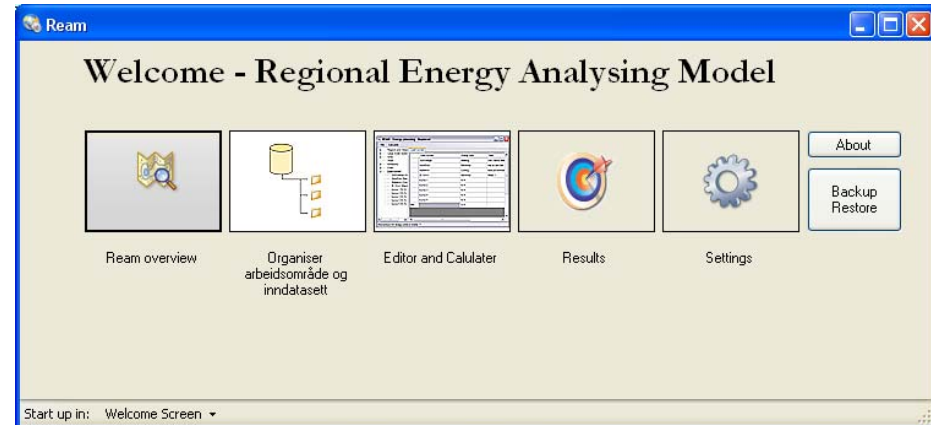 Ream
Welcome - Regional Energy Analysing Model
About
Backup
Restore
Ream overview
Organiser
arbeidsområde og
inndatasett
Editor and Calulater
Results
Settings
Start up in: Welcome Screen